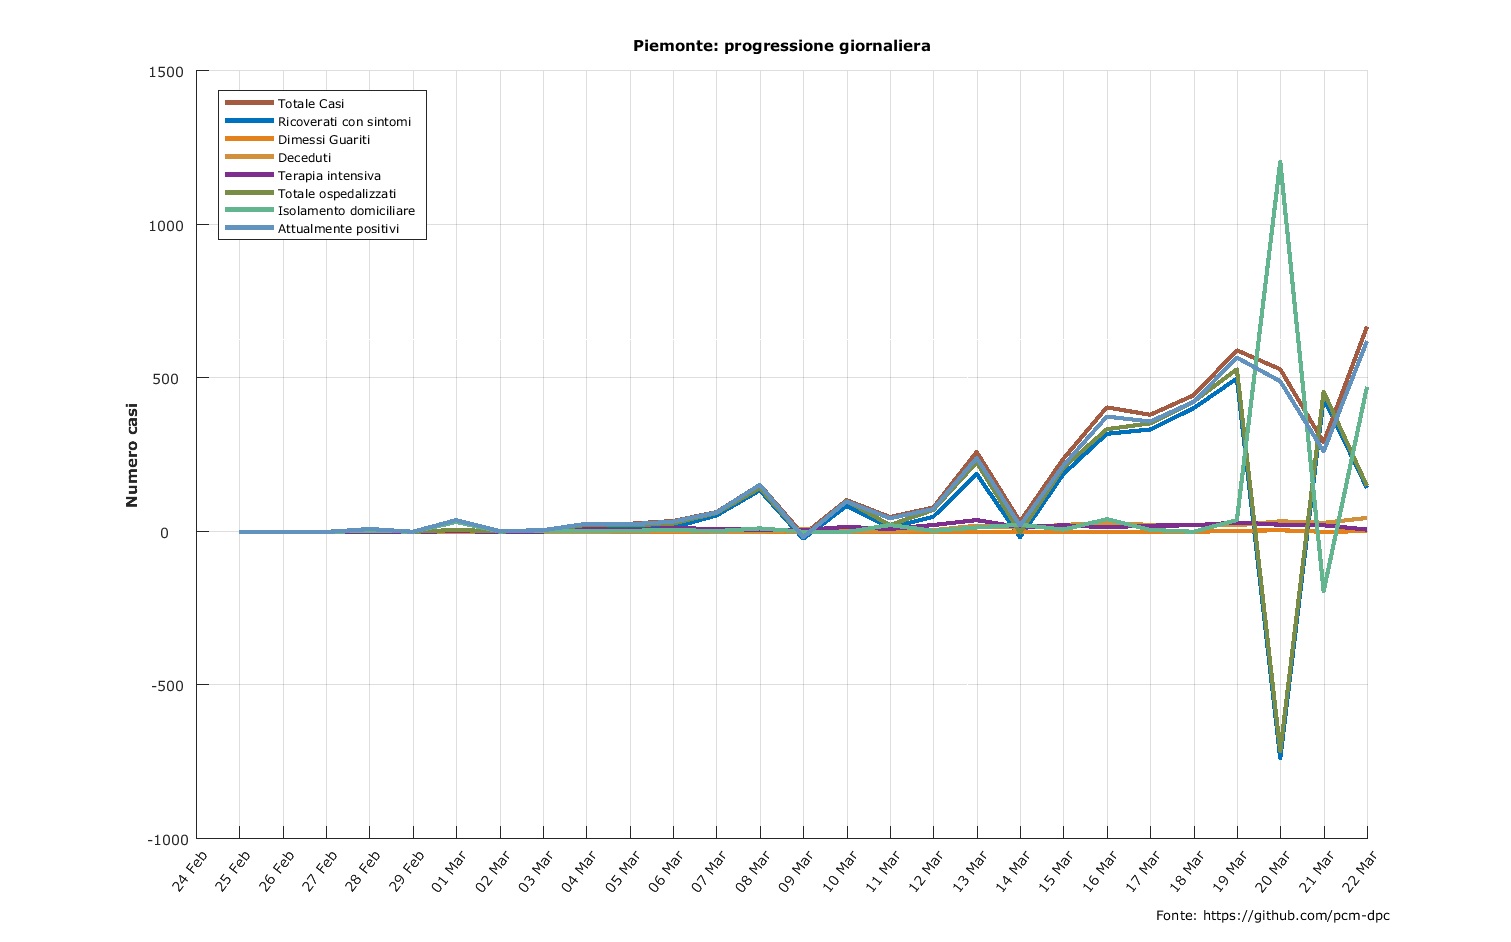 Piemonte: progressione giornaliera
Numero casi
1500
1000
500
0
-500
-1000
Totale Casi
Ricoverati con sintomi
Dimessi Guariti
Deceduti
Terapia intensiva
Totale ospedalizzati
Isolamento domiciliare
Attualmente positivi
24 Feb
25 Feb
26 Feb
27 Feb
28 Feb
29 Feb
01 Mar
02 Mar
03 Mar
04 Mar
05 Mar
06 Mar
07 Mar
08 Mar
09 Mar
10 Mar
11 Mar
12 Mar
13 Mar
14 Mar
15 Mar
16 Mar
17 Mar
18 Mar
19 Mar
20 Mar
21 Mar
22 Mar
Fonte: https://github.com/pcm-dpc